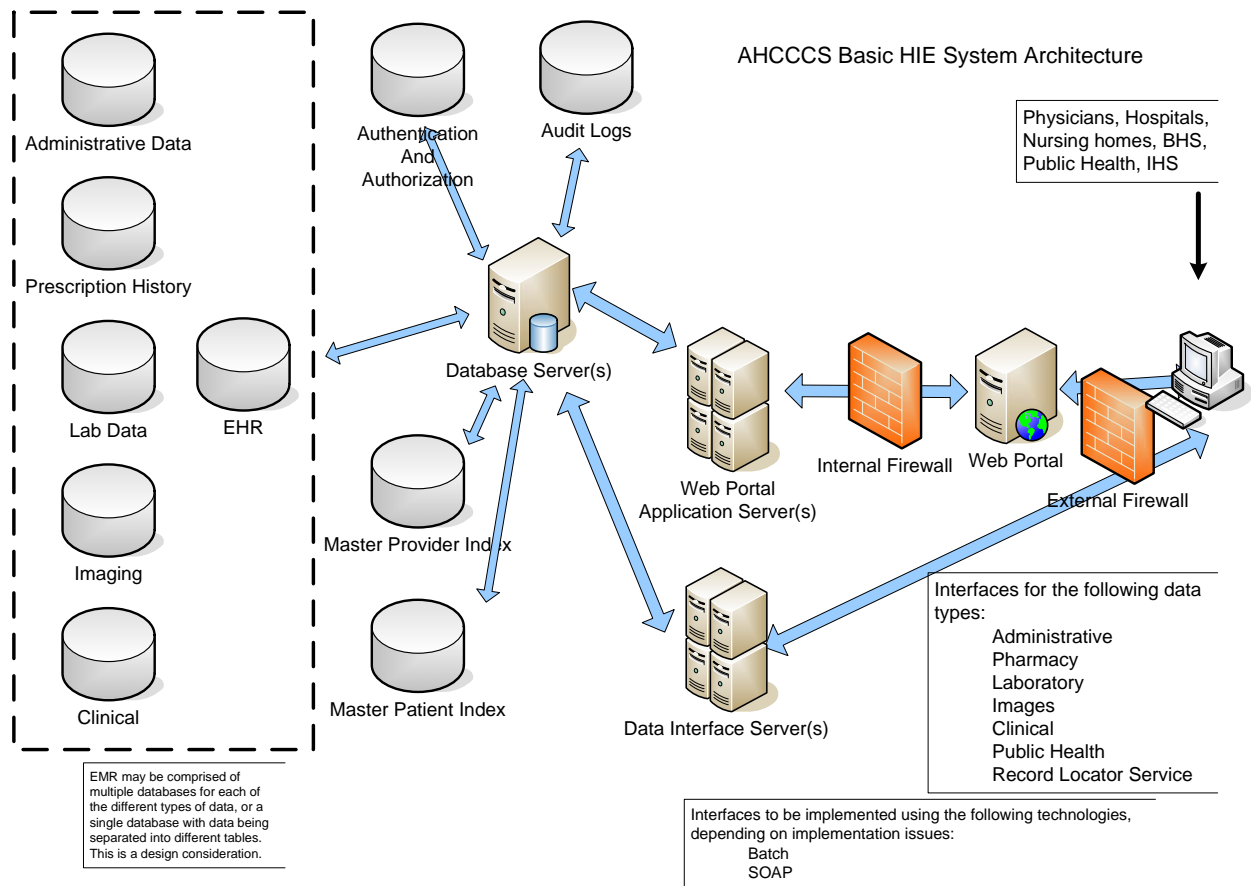 AHCCCS Basic HIE System Architecture
Administrative Data
Prescription History
Lab Data
EHR
Imaging
Clinical
EMR may be comprised of
multiple databases for each of
the different types of data, or a
single database with data being
separated into different tables.
This is a design consideration.
Authentication
And
Authorization
Audit Logs
Database Server(s)
Master Provider Index
Master Patient Index
Web Portal
Application Server(s)
Data Interface Server(s)
Internal Firewall
Web Portal
External Firewall
Physicians, Hospitals,
Nursing homes, BHS,
Public Health, IHS
Interfaces for the following data
types:
Administrative
Pharmacy
Laboratory
Images
Clinical
Public Health
Record Locator Service
Interfaces to be implemented using the following technologies,
depending on implementation issues:
Batch
SOAP